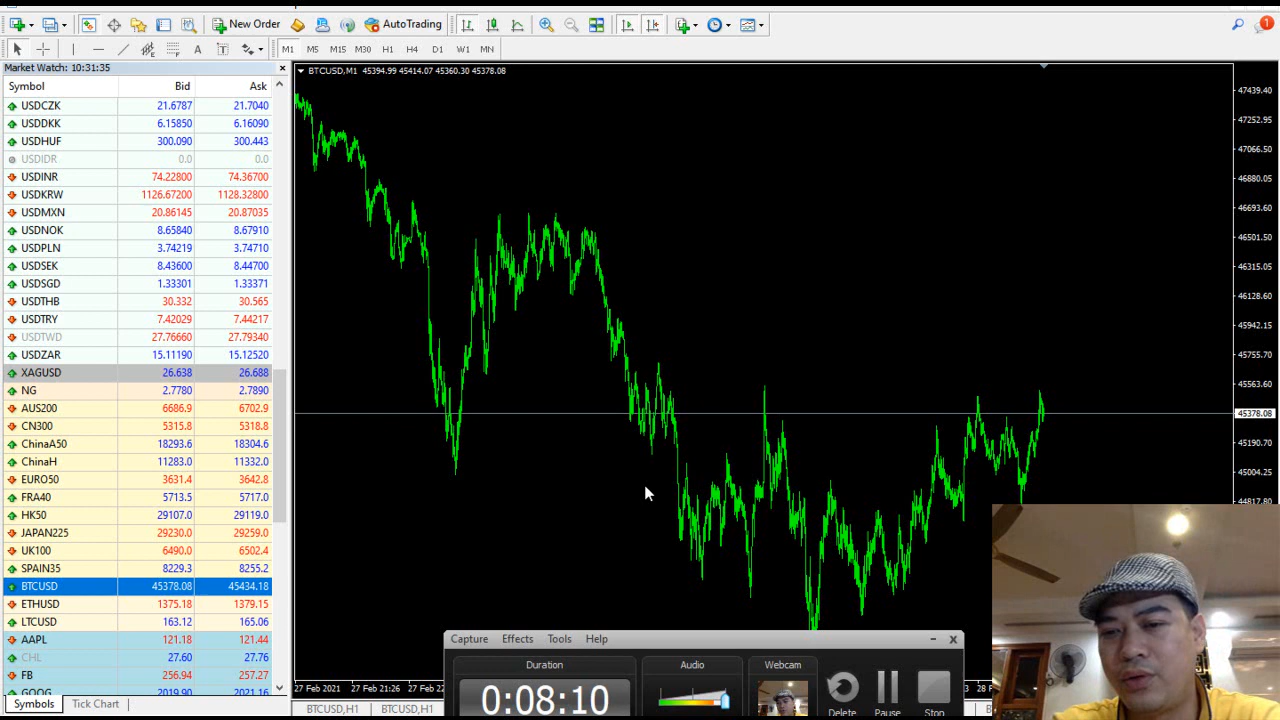 New Order
AutoTrading
1
A
T
M1 M5 M15 M30 H1 H4 D1 W1 MN
Market Watch: 10:31:35
Symbol Bid Ask
USDCZK 21.6787 21.7040
USDDKK 6.15850 6.16090
USDHUF 300.090 300.443
USDIDR 0.0 0.0
USDINR 74.22800 74.36700
USDKRW 1126.67200 1128.32800
USDMXN 20.86145 20.87035
USDNOK 8.65840 8.67910
USDPLN 3.74219 3.74710
USDSEK 8.43600 8.44700
USDSGD 1.33301 1.33371
USDTHB 30.332 30.565
USDTRY 7.42029 7.44217
USDTWD 27.76660 27.79340
USDZAR 15.11190 15.12520
XAGUSD 26.638 26.688
NG 2.7780 2.7890
AUS200 6686.9 6702.9
CN300 5315.8 5318.8
ChinaA50 18293.6 18304.6
ChinaH 11283.0 11332.0
EURO50 3631.4 3642.8
FRA40 5713.5 5717.0
HK50 29107.0 29119.0
JAPAN225 29230.0 29259.0
UK100 6490.0 6502.4
SPAIN35 8229.3 8255.2
BTCUSD 45378.08 45434.18
ETHUSD 1375.18 1379.15
LTCUSD 163.12 165.06
AAPL 121.18 121.44
CHL 27.60 27.76
FB 256.94 257.27
GOOG 2019.90 2021.16
Symbols Tick Chart
BTCUSD,M1 45394.99 45414.07 45360.30 45378.08
47439.40
47252.95
47066.50
46880.05
46693.60
46501.50
46315.05
46128.60
45942.15
45755.70
45563.60
45378.08
45190.70
45004.25
44817.80
27 Feb 2021 27 Feb 21:26 27 Feb 22
BTCUSD,H1 BTCUSD,H1
Capture Effects Tools Help
Duration Audio Webcam
0:08:10
Delete Pause Stop